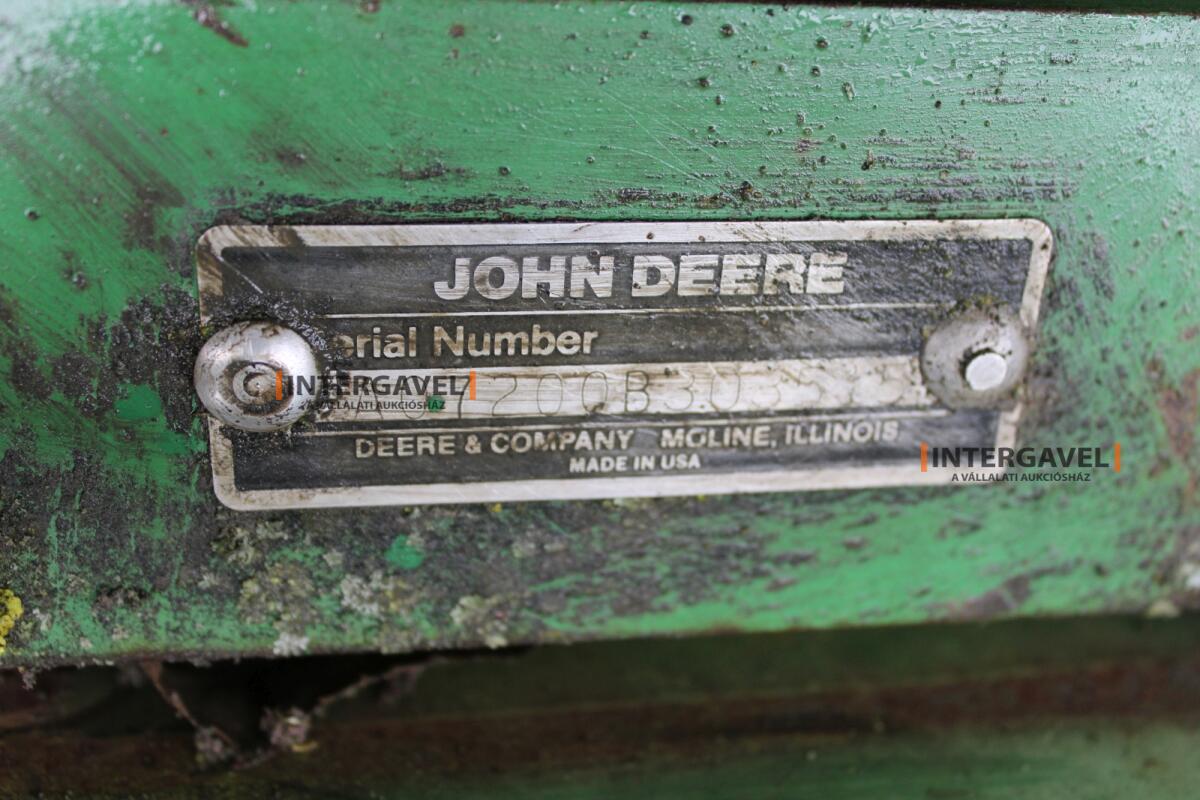 JOHN DEERE
erial Number
INTERGAVEL
A VÁLLALATI AUKCIÓSHÁZ
DEERE & COMPANY MOLINE, ILLINOIS
MADE IN USA
INTERGAVEL
A VÁLLALATI AUKCIÓSHÁZ